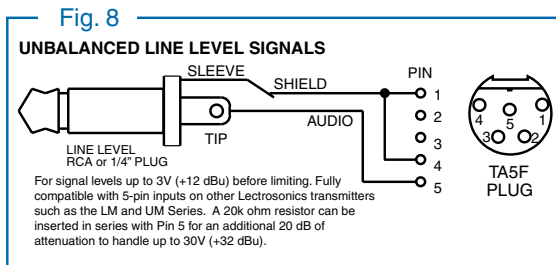 Fig. 8
UNBALANCED LINE LEVEL SIGNALS
SLEEVE
SHIELD
PIN
1
2
3
4
5
AUDIO
TIP
LINE LEVEL
RCA or 1/4" PLUG
4
5
1
3
2
TA5F
PLUG
For signal levels up to 3V (+12 dBu) before limiting. Fully
compatible with 5-pin inputs on other Lectrosonics transmitters
such as the LM and UM Series. A 20k ohm resistor can be
inserted in series with Pin 5 for an additional 20 dB of
attenuation to handle up to 30V (+32 dBu).